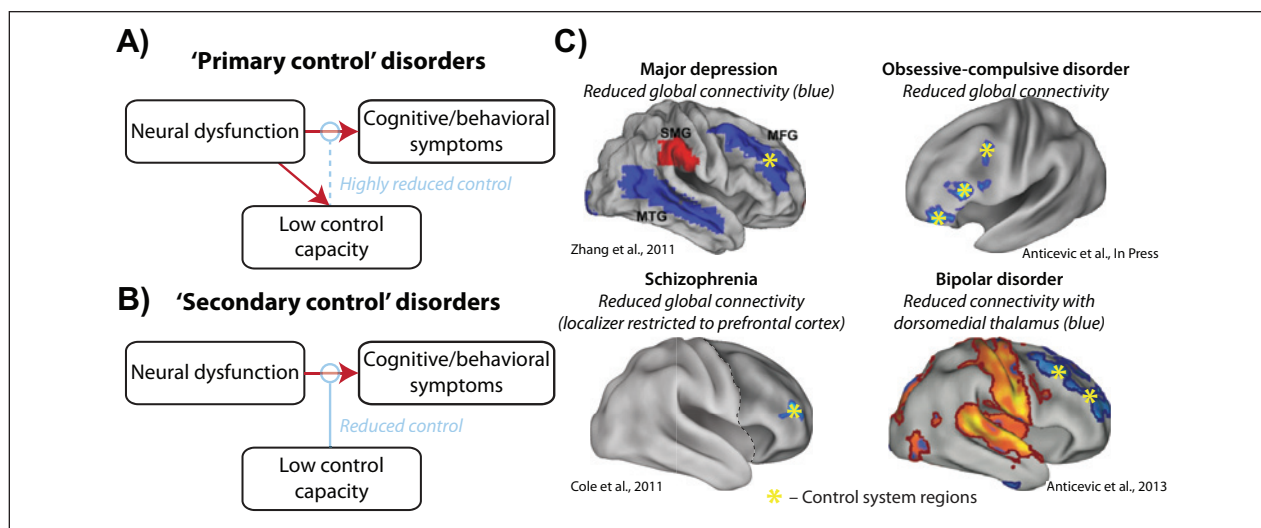 A)
'Primary control' disorders
Neural dysfunction
Cognitive/behavioral
symptoms
Highly reduced control
Low control
capacity
B)
'Secondary control' disorders
Neural dysfunction
Cognitive/behavioral
symptoms
Reduced control
Low control
capacity
C)
Major depression
Reduced global connectivity (blue)
SMG
MFG
MTG
Zhang et al., 2011
Obsessive-compulsive disorder
Reduced global connectivity
Anticevic et al., In Press
Schizophrenia
Reduced global connectivity
(localizer restricted to prefrontal cortex)
Cole et al., 2011
Bipolar disorder
Reduced connectivity with
dorsomedial thalamus (blue)
Anticevic et al., 2013
– Control system regions